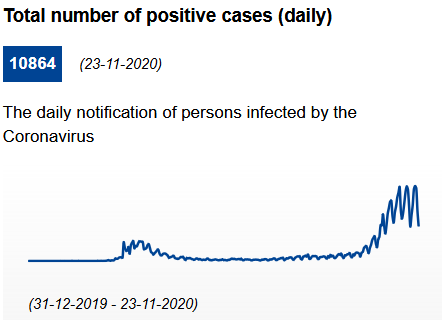 Total number of positive cases (daily)
10864 (23-11-2020)
The daily notification of persons infected by the
Coronavirus
(31-12-2019 - 23-11-2020)